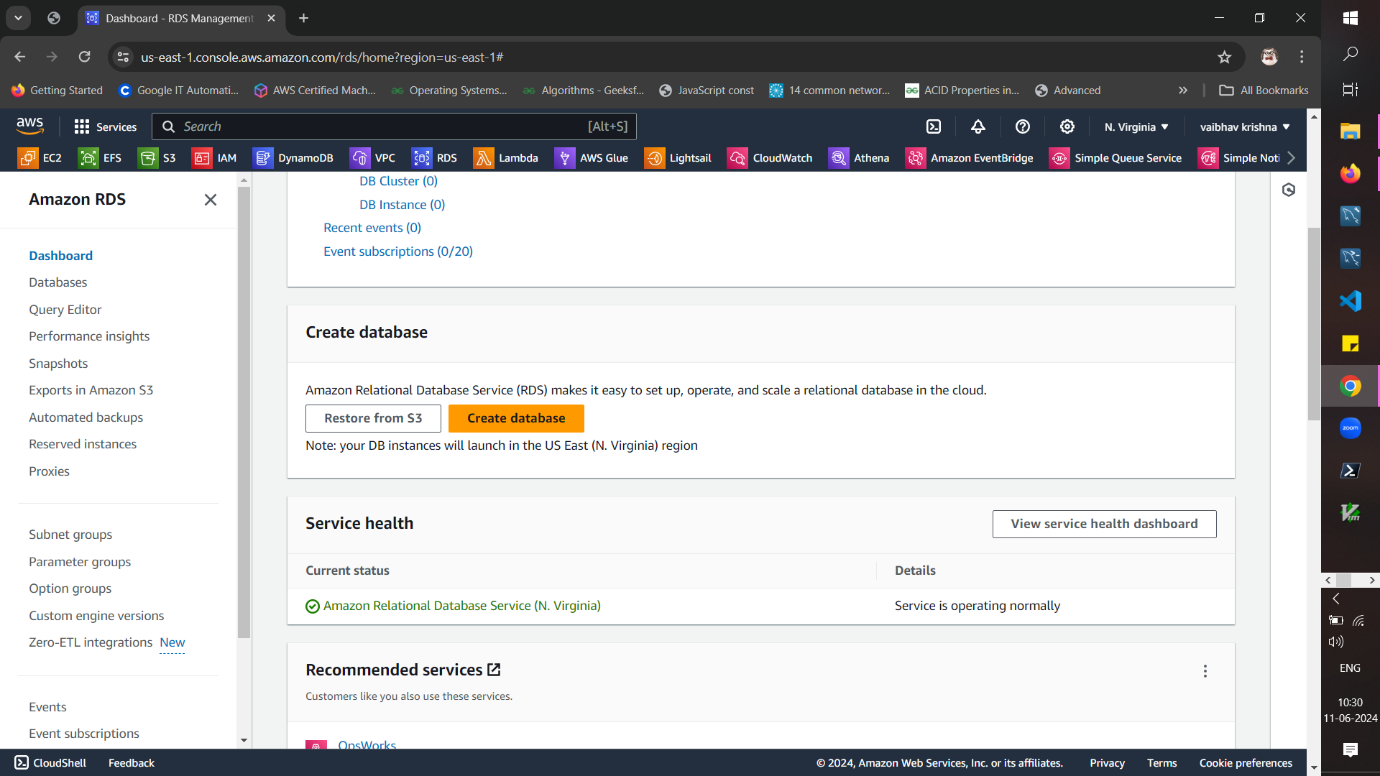 Dashboard - RDS Management
us-east-1.console.aws.amazon.com/rds/home?region=us-east-1#
Getting Started
Google IT Automati...
AWS Certified Mach...
Operating Systems...
Algorithms - Geeksf...
JavaScript const
14 common networ...
ACID Properties in...
Advanced
All Bookmarks
aws
Services
Search
[Alt+S]
N. Virginia
vaibhav krishna
EC2
EFS
S3
IAM
DynamoDB
VPC
RDS
Lambda
AWS Glue
Lightsail
CloudWatch
Athena
Amazon EventBridge
Simple Queue Service
Simple Noti
Amazon RDS
Dashboard
Databases
Query Editor
Performance insights
Snapshots
Exports in Amazon S3
Automated backups
Reserved instances
Proxies
Subnet groups
Parameter groups
Option groups
Custom engine versions
Zero-ETL integrations New
Events
Event subscriptions
DB Cluster (0)
DB Instance (0)
Recent events (0)
Event subscriptions (0/20)
Create database
Amazon Relational Database Service (RDS) makes it easy to set up, operate, and scale a relational database in the cloud.
Restore from S3
Create database
Note: your DB instances will launch in the US East (N. Virginia) region
Service health
View service health dashboard
Current status
Details
Amazon Relational Database Service (N. Virginia)
Service is operating normally
Recommended services
Customers like you also use these services.
OpsWorks
CloudShell
Feedback
© 2024, Amazon Web Services, Inc. or its affiliates.
Privacy
Terms
Cookie preferences
zoom
ENG
10:30
11-06-2024